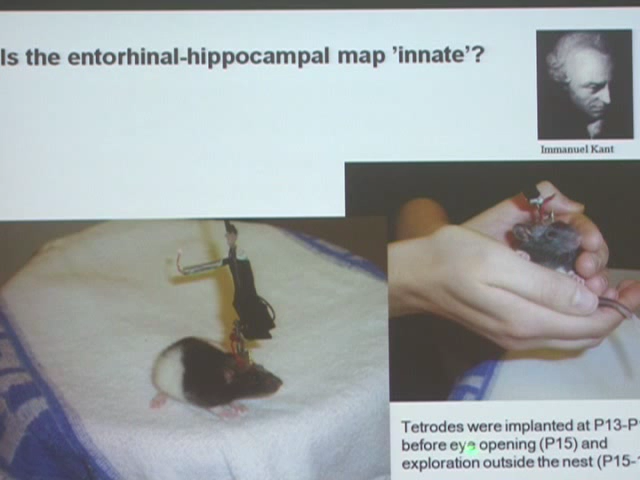 Is the entorhinal-hippocampal map 'innate'?
Immanuel Kant
Tetrodes were implanted at P13-P
before eye opening (P15) and
exploration outside the nest (P15-